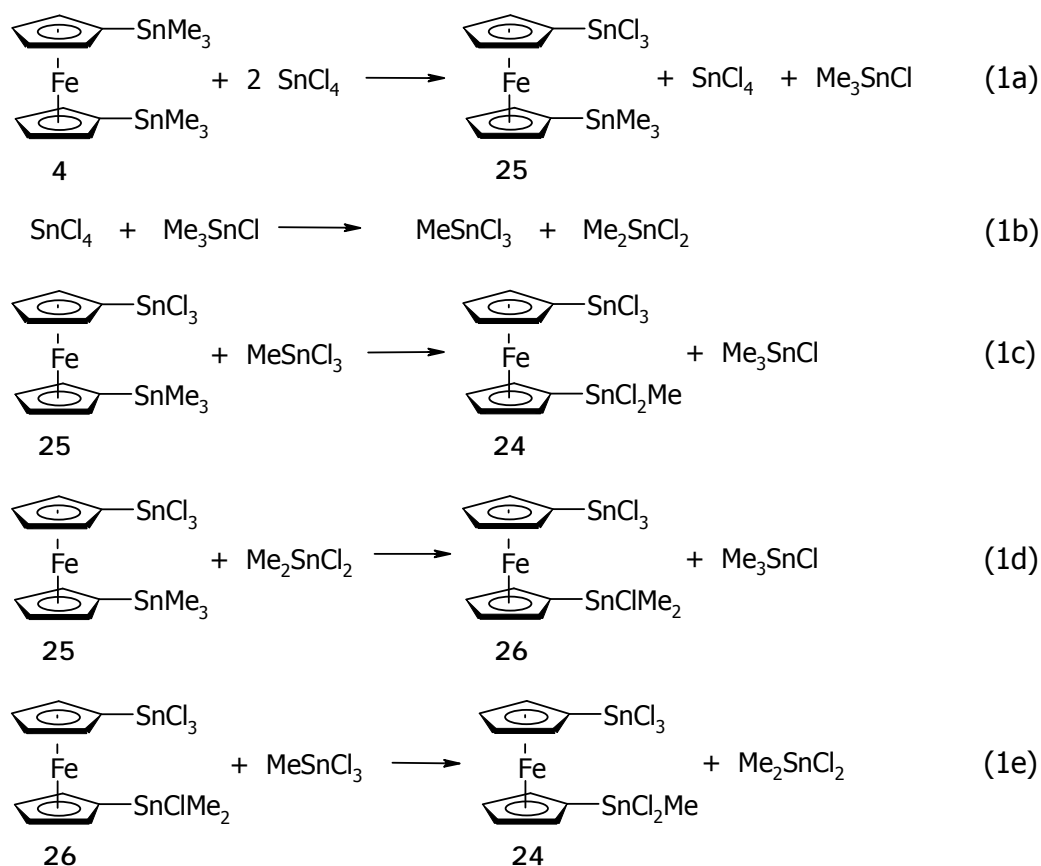 SnMe₃ SnCl₃
Fe + 2 SnCl₄ Fe + SnCl₄ + Me₃SnCl (1a)
SnMe₃ SnMe₃
4 25
SnCl₄ + Me₃SnCl MeSnCl₃ + Me₂SnCl₂ (1b)
SnCl₃ SnCl₃
Fe + MeSnCl₃ Fe + Me₃SnCl (1c)
SnMe₃ SnCl₂Me
25 24
SnCl₃ SnCl₃
Fe + Me₂SnCl₂ Fe + Me₃SnCl (1d)
SnMe₃ SnClMe₂
25 26
SnCl₃ SnCl₃
Fe + MeSnCl₃ Fe + Me₂SnCl₂ (1e)
SnClMe₂ SnCl₂Me
26 24